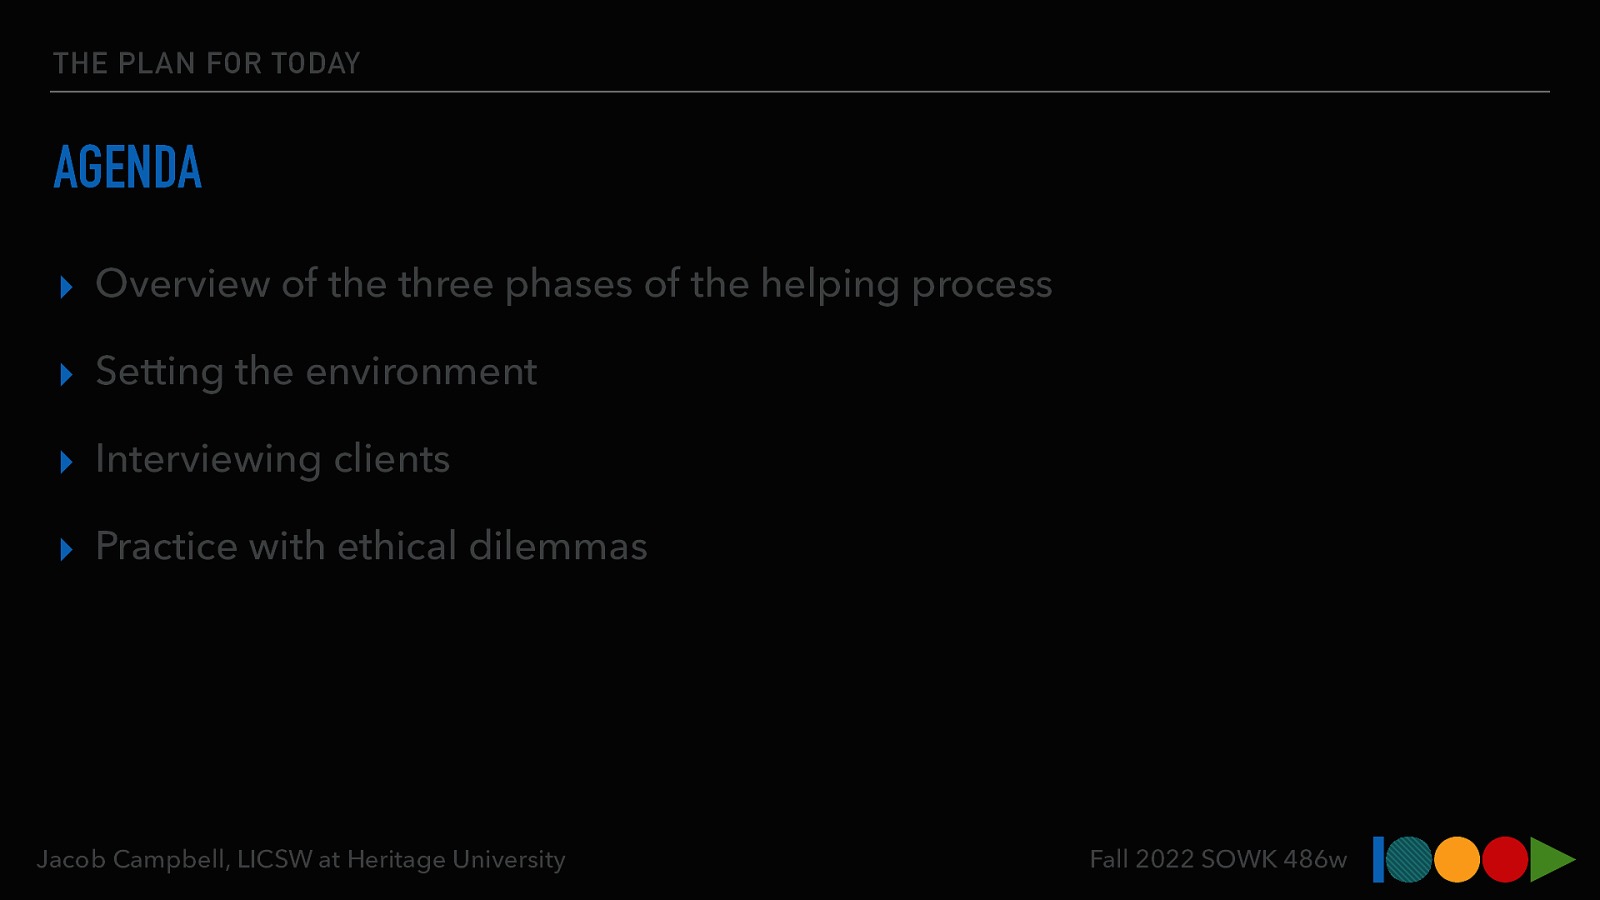 THE PLAN FOR TODAY
AGENDA
Overview of the three phases of the helping process
Setting the environment
Interviewing clients
Practice with ethical dilemmas
Jacob Campbell, LICSW at Heritage University
Fall 2022 SOWK 486w